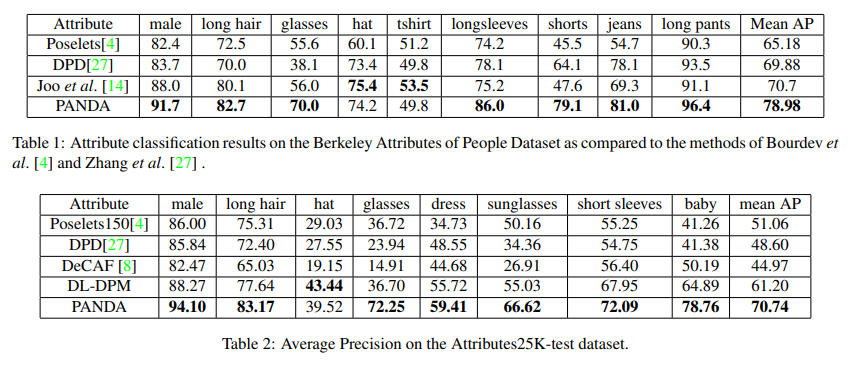 Attribute male long hair glasses hat tshirt longsleeves shorts jeans long pants Mean AP
Poselets[4] 82.4 72.5 55.6 60.1 51.2 74.2 45.5 54.7 90.3 65.18
DPD[27] 83.7 70.0 38.1 73.4 49.8 78.1 64.1 78.1 93.5 69.88
Joo et al. [14] 88.0 80.1 56.0 75.4 53.5 75.2 47.6 69.3 91.1 70.7
PANDA 91.7 82.7 70.0 74.2 49.8 86.0 79.1 81.0 96.4 78.98
Table 1: Attribute classification results on the Berkeley Attributes of People Dataset as compared to the methods of Bourdev et
al. [4] and Zhang et al. [27] .
Attribute male long hair hat glasses dress sunglasses short sleeves baby mean AP
Poselets150[4] 86.00 75.31 29.03 36.72 34.73 50.16 55.25 41.26 51.06
DPD[27] 85.84 72.40 27.55 23.94 48.55 34.36 54.75 41.38 48.60
DeCAF [8] 82.47 65.03 19.15 14.91 44.68 26.91 56.40 50.19 44.97
DL-DPM 88.27 77.64 43.44 36.70 55.72 55.03 67.95 64.89 61.20
PANDA 94.10 83.17 39.52 72.25 59.41 66.62 72.09 78.76 70.74
Table 2: Average Precision on the Attributes25K-test dataset.